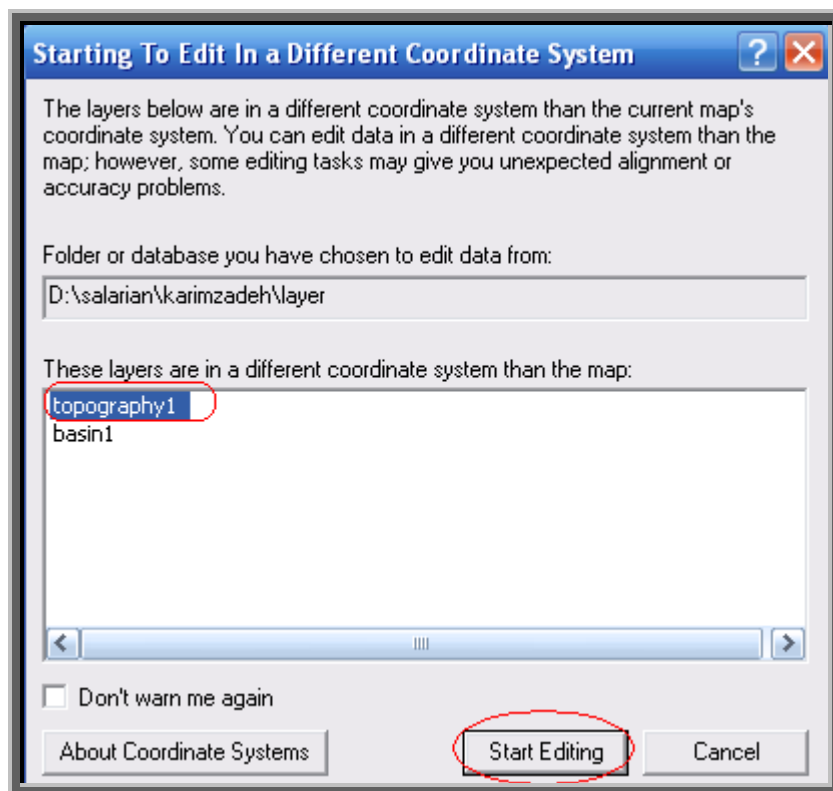 Starting To Edit In a Different Coordinate System
The layers below are in a different coordinate system than the current map's
coordinate system. You can edit data in a different coordinate system than the
map; however, some editing tasks may give you unexpected alignment or
accuracy problems.
Folder or database you have chosen to edit data from:
D:\salarian\karimzadeh\layer
These layers are in a different coordinate system than the map:
topography1
basin1
Don't warn me again
About Coordinate Systems
Start Editing
Cancel